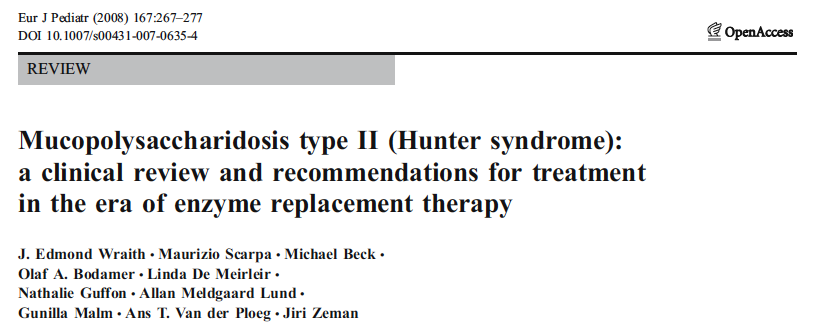 Eur J Pediatr (2008) 167:267–277
DOI 10.1007/s00431-007-0635-4
OpenAccess
REVIEW
Mucopolysaccharidosis type II (Hunter syndrome):
a clinical review and recommendations for treatment
in the era of enzyme replacement therapy
J. Edmond Wraith • Maurizio Scarpa • Michael Beck •
Olaf A. Bodamer • Linda De Meirleir •
Nathalie Guffon • Allan Meldgaard Lund •
Gunilla Malm • Ans T. Van der Ploeg • Jiri Zeman